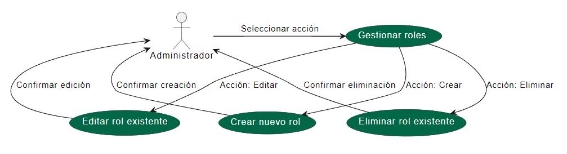 Seleccionar acción
Gestionar roles
Administrador
Confirmar edición
Confirmar creación
Acción: Editar
Confirmar eliminación
Acción: Crear
Acción: Eliminar
Editar rol existente
Crear nuevo rol
Eliminar rol existente